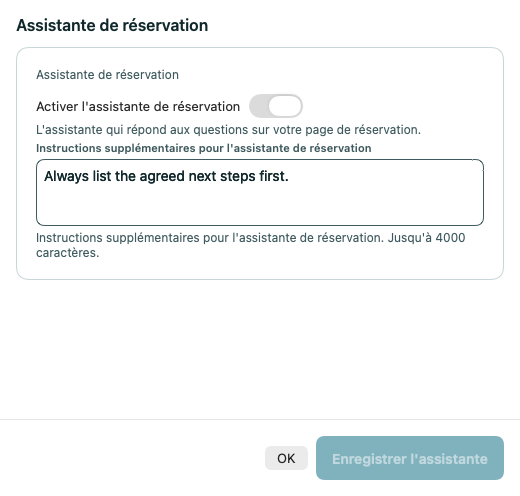 Assistante de réservation
Assistante de réservation
Activer l'assistante de réservation
L'assistante qui répond aux questions sur votre page de réservation.
Instructions supplémentaires pour l'assistante de réservation
Always list the agreed next steps first.
Instructions supplémentaires pour l'assistante de réservation. Jusqu'à 4000
caractères.
OK
Enregistrer l'assistante